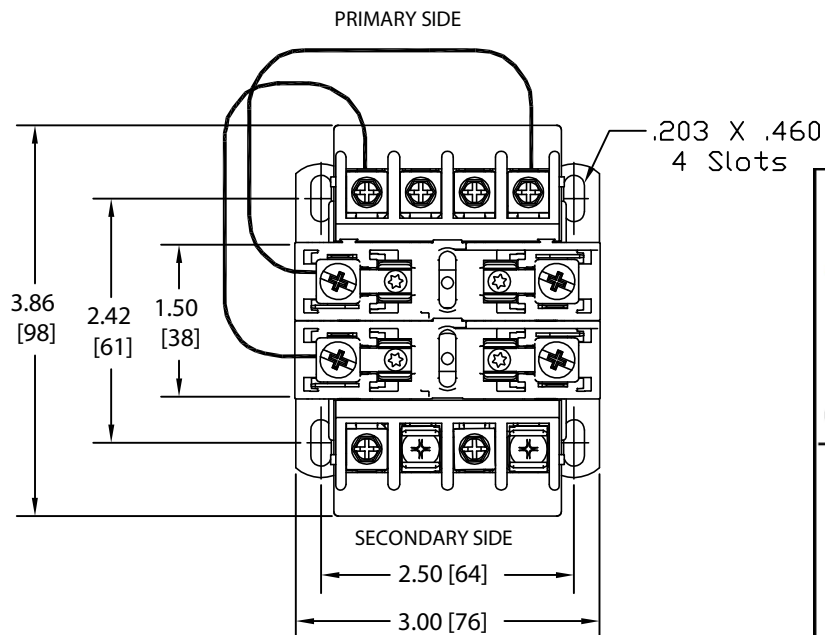 PRIMARY SIDE
.203 X .460
4 Slots
3.86
[98]
2.42
[61]
1.50
[38]
SECONDARY SIDE
2.50 [64]
3.00 [76]